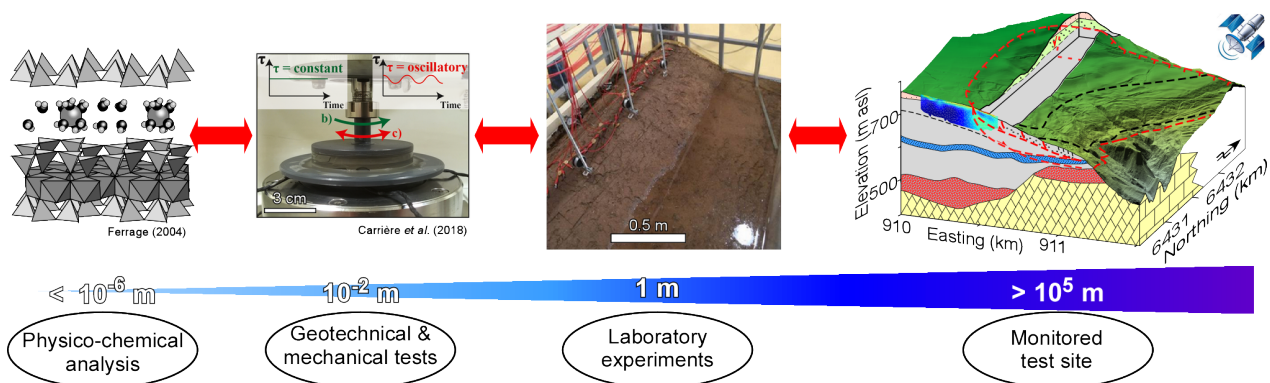 τ
τ = constant
Time
τ
τ = oscillatory
Time
b)
c)
3 cm
Ferrage (2004)
Carrière et al. (2018)
0.5 m
Elevation (m asl)
700
500
910
Easting (km)
911
6431
6432
Northing (km)
N
< 10⁻⁶ m
10⁻² m
1 m
> 10⁵ m
Physico-chemical
analysis
Geotechnical &
mechanical tests
Laboratory
experiments
Monitored
test site